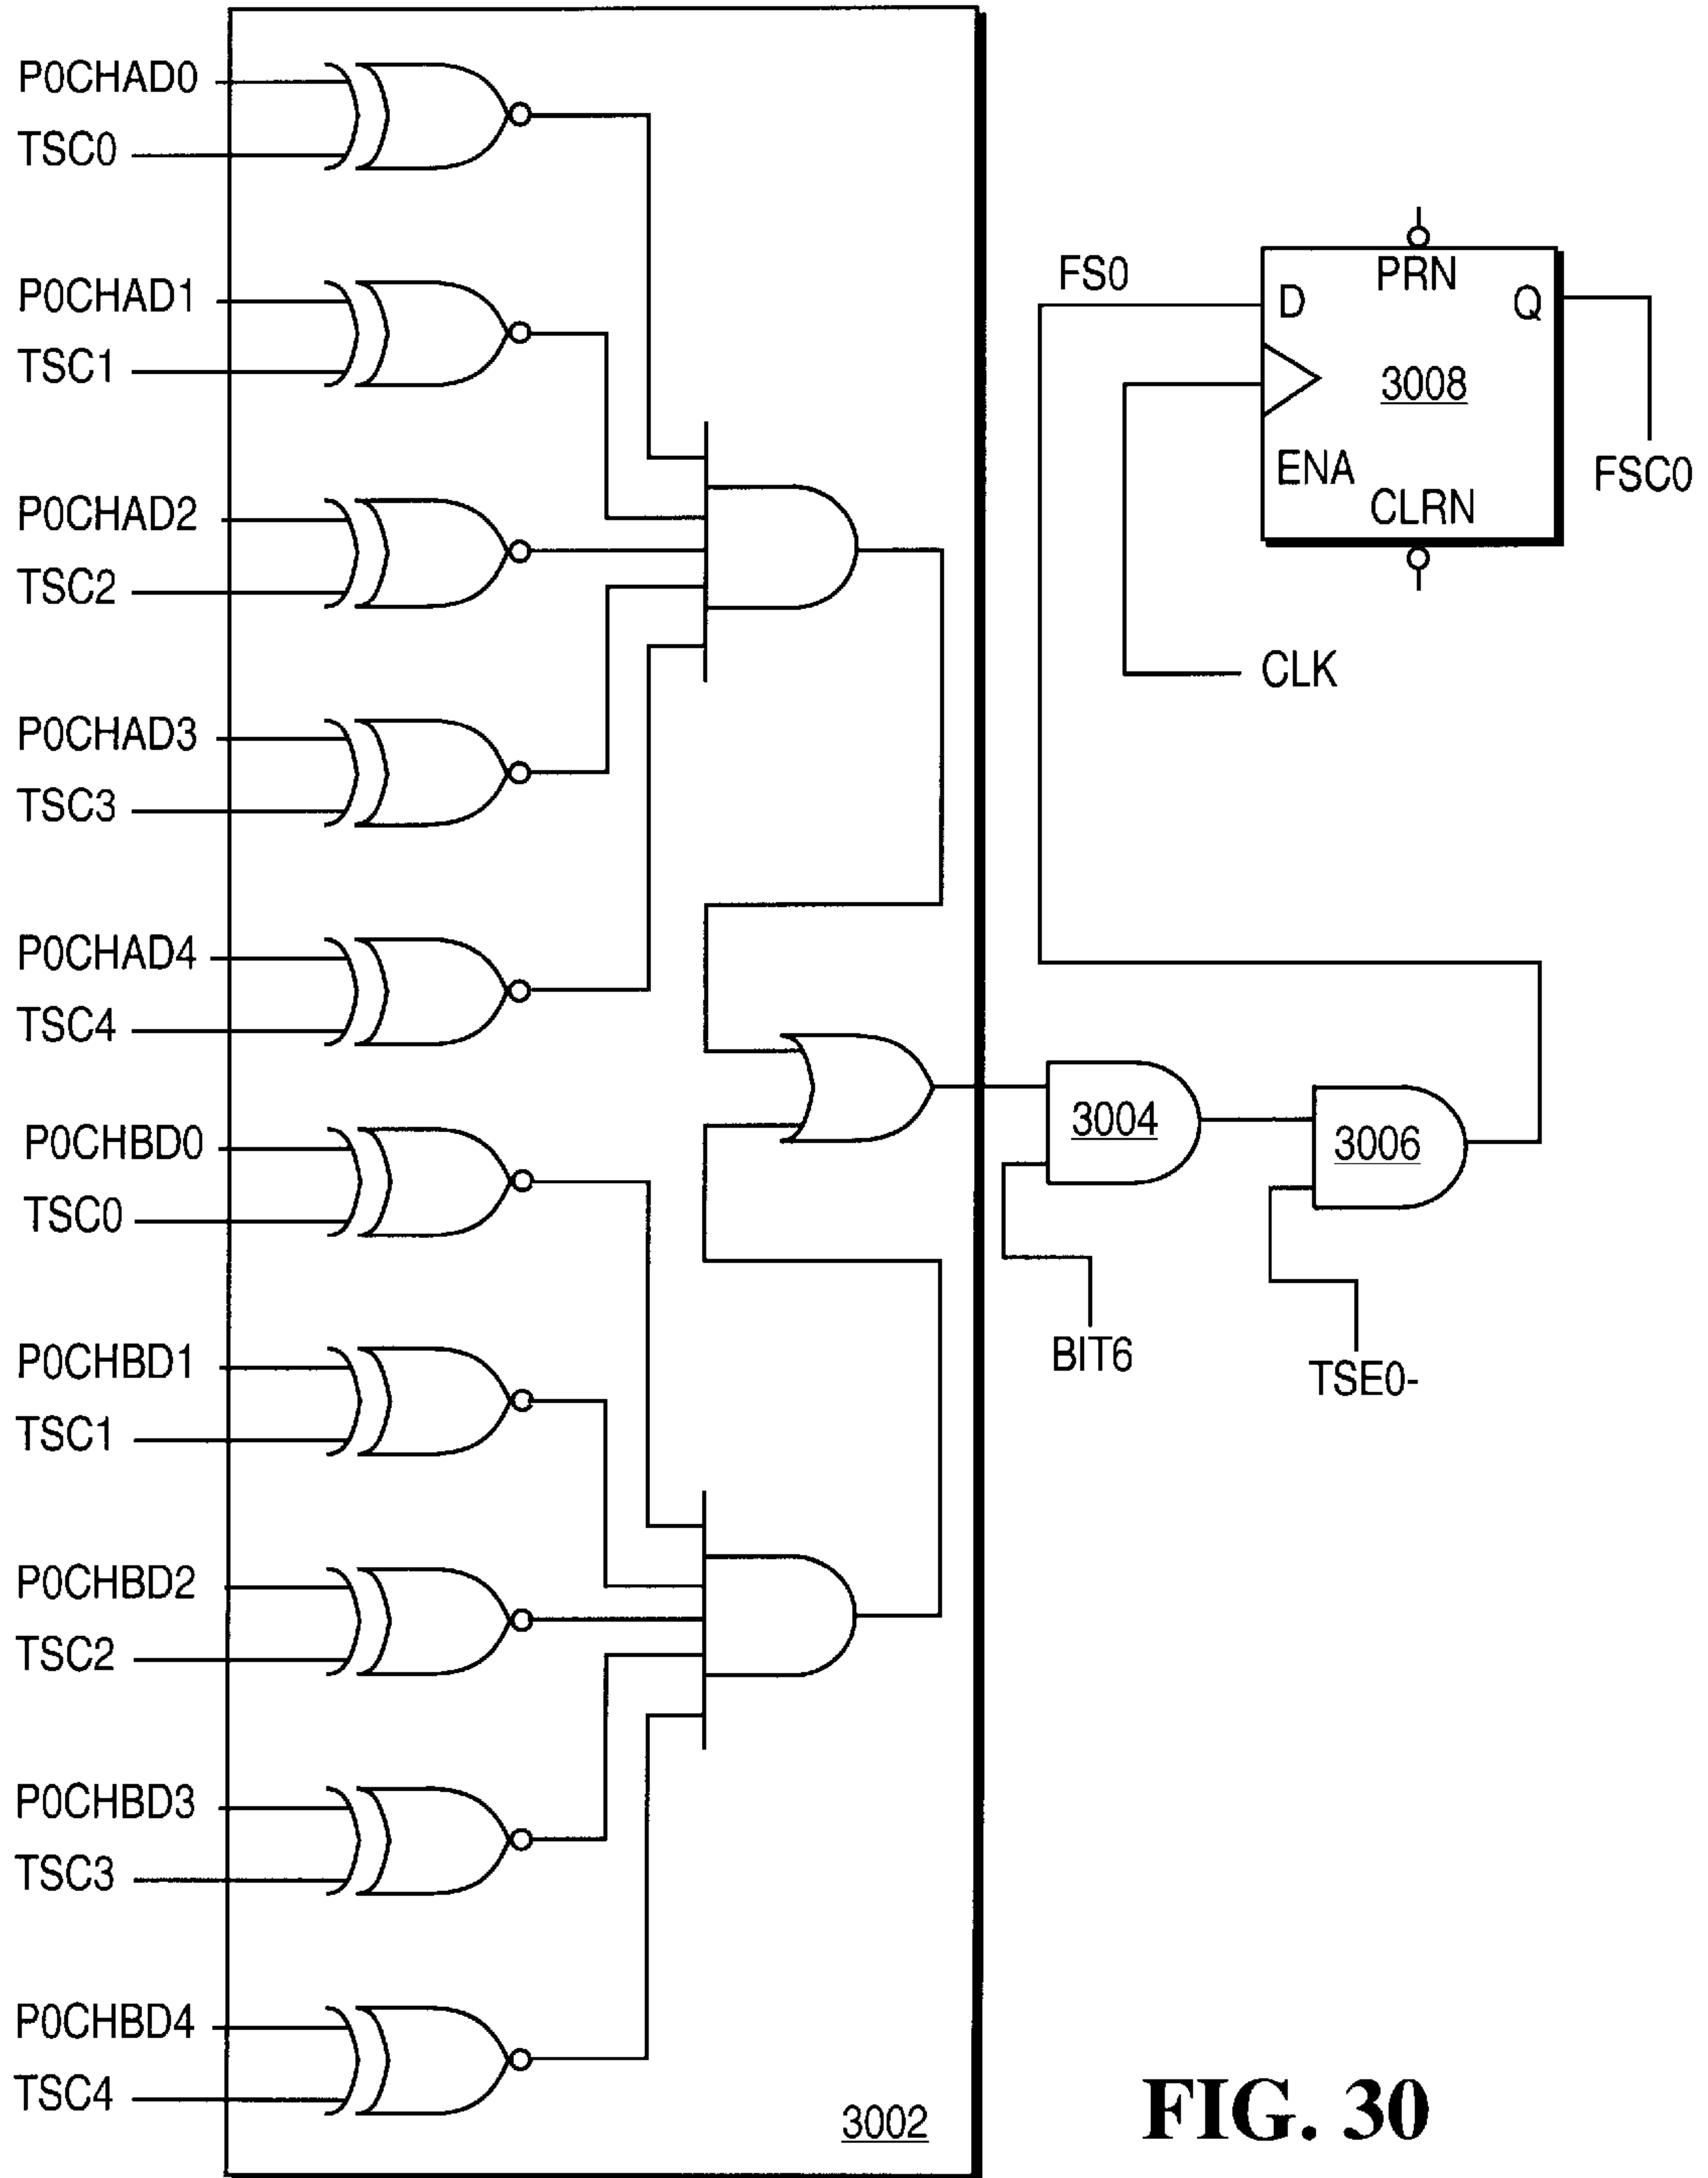 P0CHAD0
TSC0
P0CHAD1
TSC1
P0CHAD2
TSC2
P0CHAD3
TSC3
P0CHAD4
TSC4
P0CHBD0
TSC0
P0CHBD1
TSC1
P0CHBD2
TSC2
P0CHBD3
TSC3
P0CHBD4
TSC4
3002
FS0
D
PRN
Q
3008
ENA
CLRN
FSC0
CLK
3004
3006
BIT6
TSE0-
FIG. 30